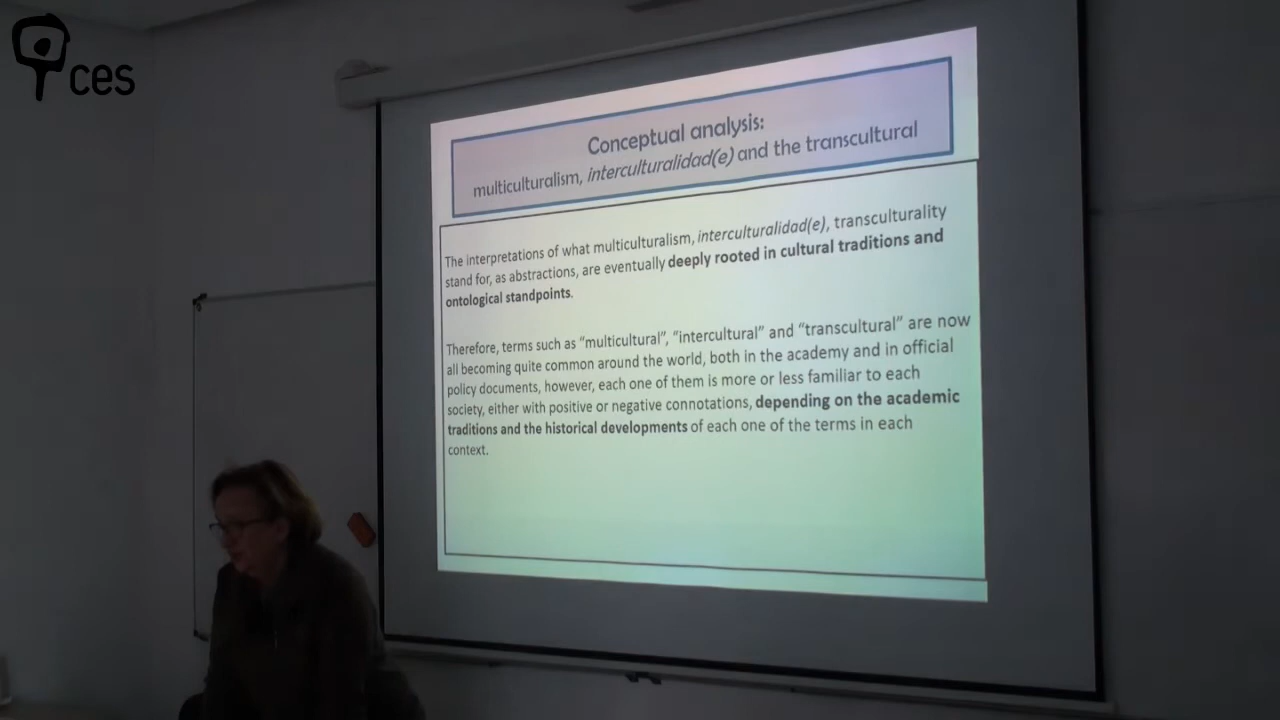 ces
Conceptual analysis:
multiculturalism, interculturalidad(e) and the transcultural
The interpretations of what multiculturalism, interculturalidad(e), transculturality
stand for, as abstractions, are eventually deeply rooted in cultural traditions and
ontological standpoints.
Therefore, terms such as “multicultural”, “intercultural” and “transcultural” are now
all becoming quite common around the world, both in the academy and in official
policy documents, however, each one of them is more or less familiar to each
society, either with positive or negative connotations, depending on the academic
traditions and the historical developments of each one of the terms in each
context.